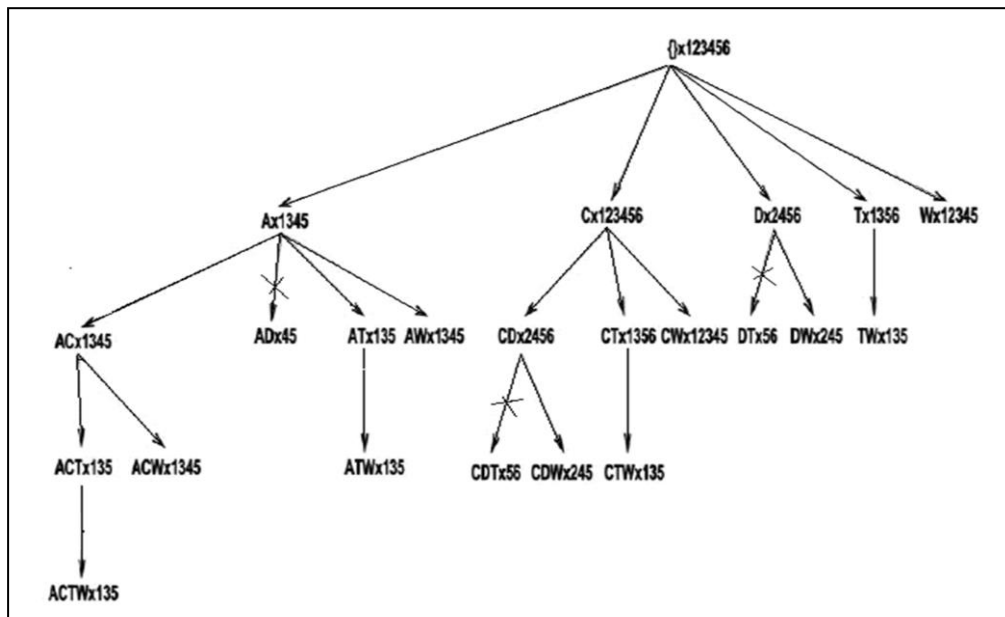 {}x123456
Ax1345 Cx123456 Dx2456 Tx1356 Wx12345
ACx1345 ADx45 ATx135 AWx1345 CDx2456 CTx1356 CWx12345 DTx56 DWx245 TWx135
ACTx135 ACWx1345 ATWx135 CDTx56 CDWx245 CTWx135
ACTWx135